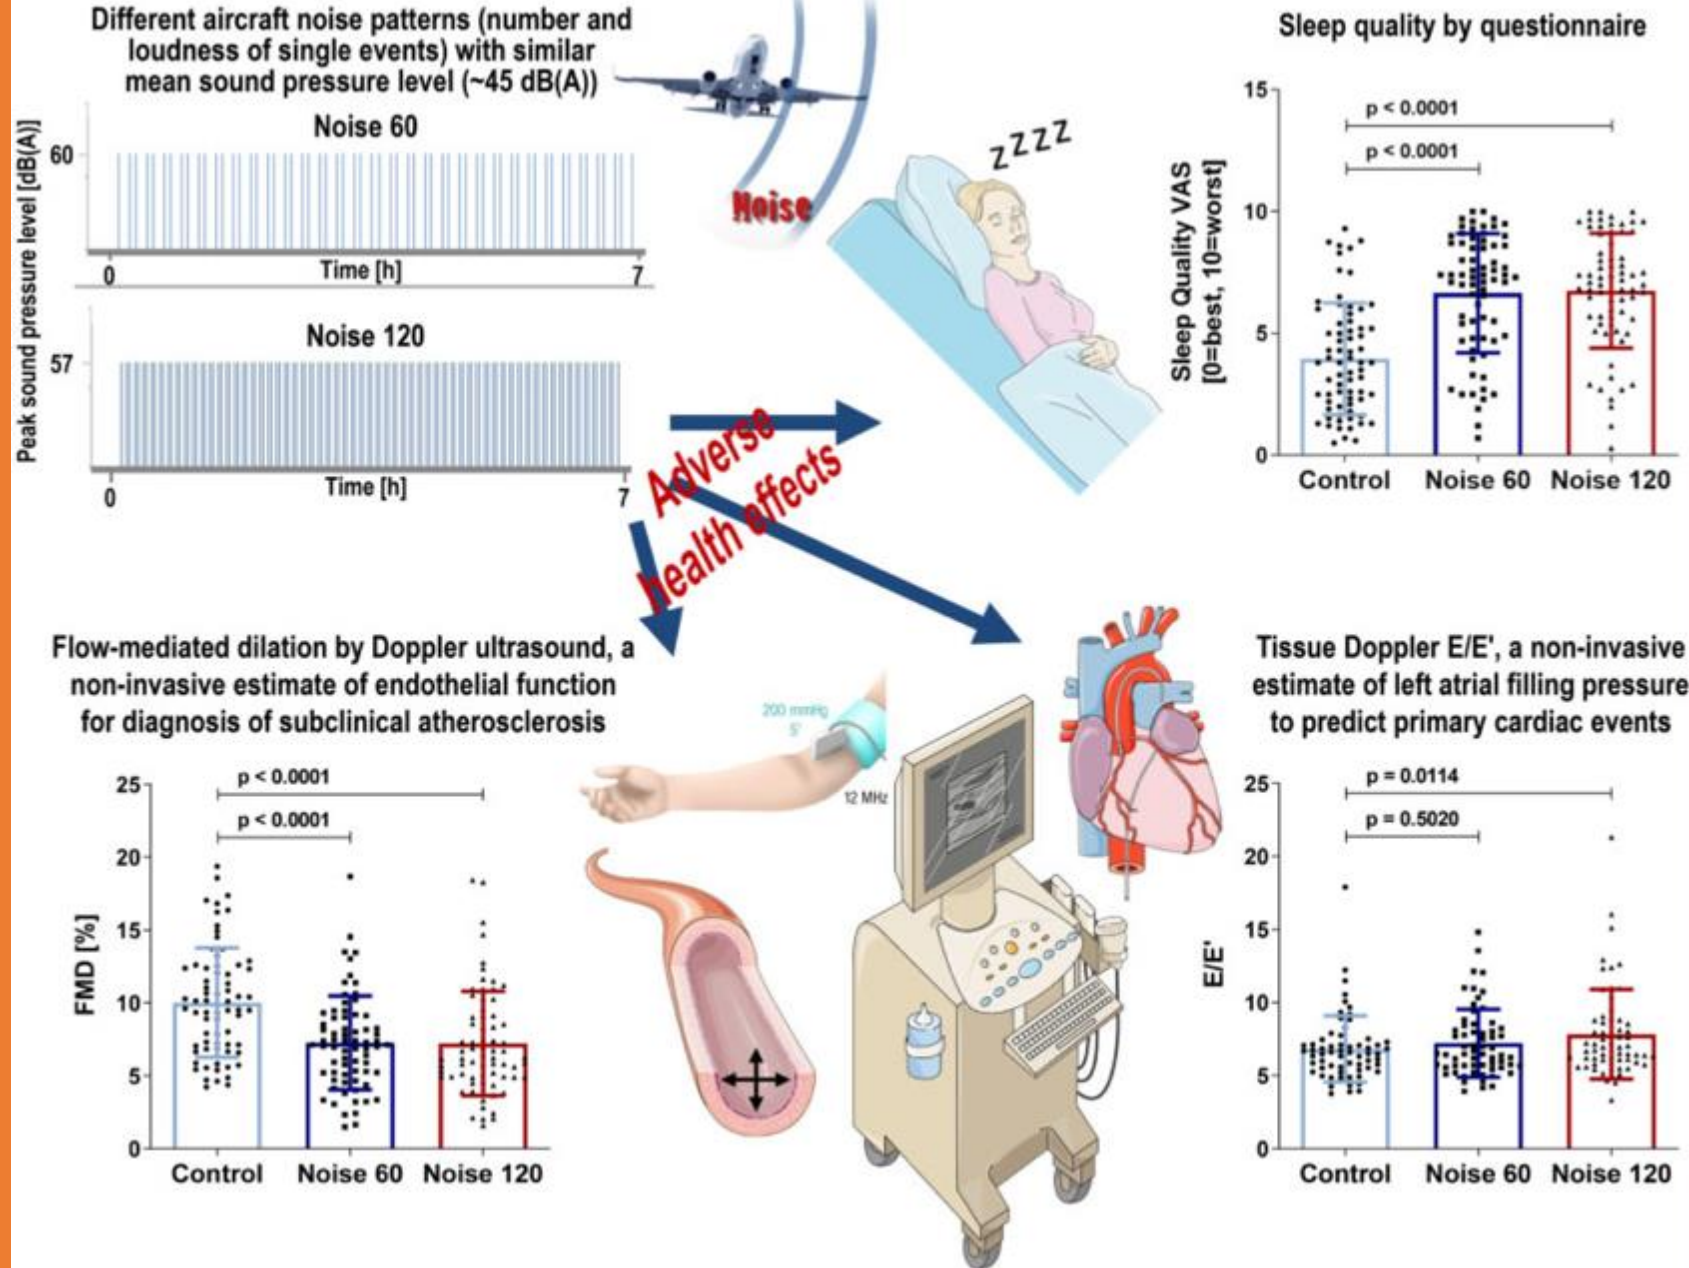 Different aircraft noise patterns (number and
loudness of single events) with similar
mean sound pressure level (~45 dB(A))
Peak sound pressure level [dB(A)]
Noise 60
60
0
Time [h]
7
Noise 120
57
0
Time [h]
7
Noise
zzzz
Adverse
health effects
Sleep quality by questionnaire
Sleep Quality VAS
[0=best, 10=worst]
15
10
5
0
p < 0.0001
p < 0.0001
Control
Noise 60
Noise 120
Flow-mediated dilation by Doppler ultrasound, a
non-invasive estimate of endothelial function
for diagnosis of subclinical atherosclerosis
FMD [%]
25
20
15
10
5
0
p < 0.0001
p < 0.0001
Control
Noise 60
Noise 120
200 mmHg
5'
12 MHz
Tissue Doppler E/E', a non-invasive
estimate of left atrial filling pressure
to predict primary cardiac events
E/E'
25
20
15
10
5
0
p = 0.0114
p = 0.5020
Control
Noise 60
Noise 120